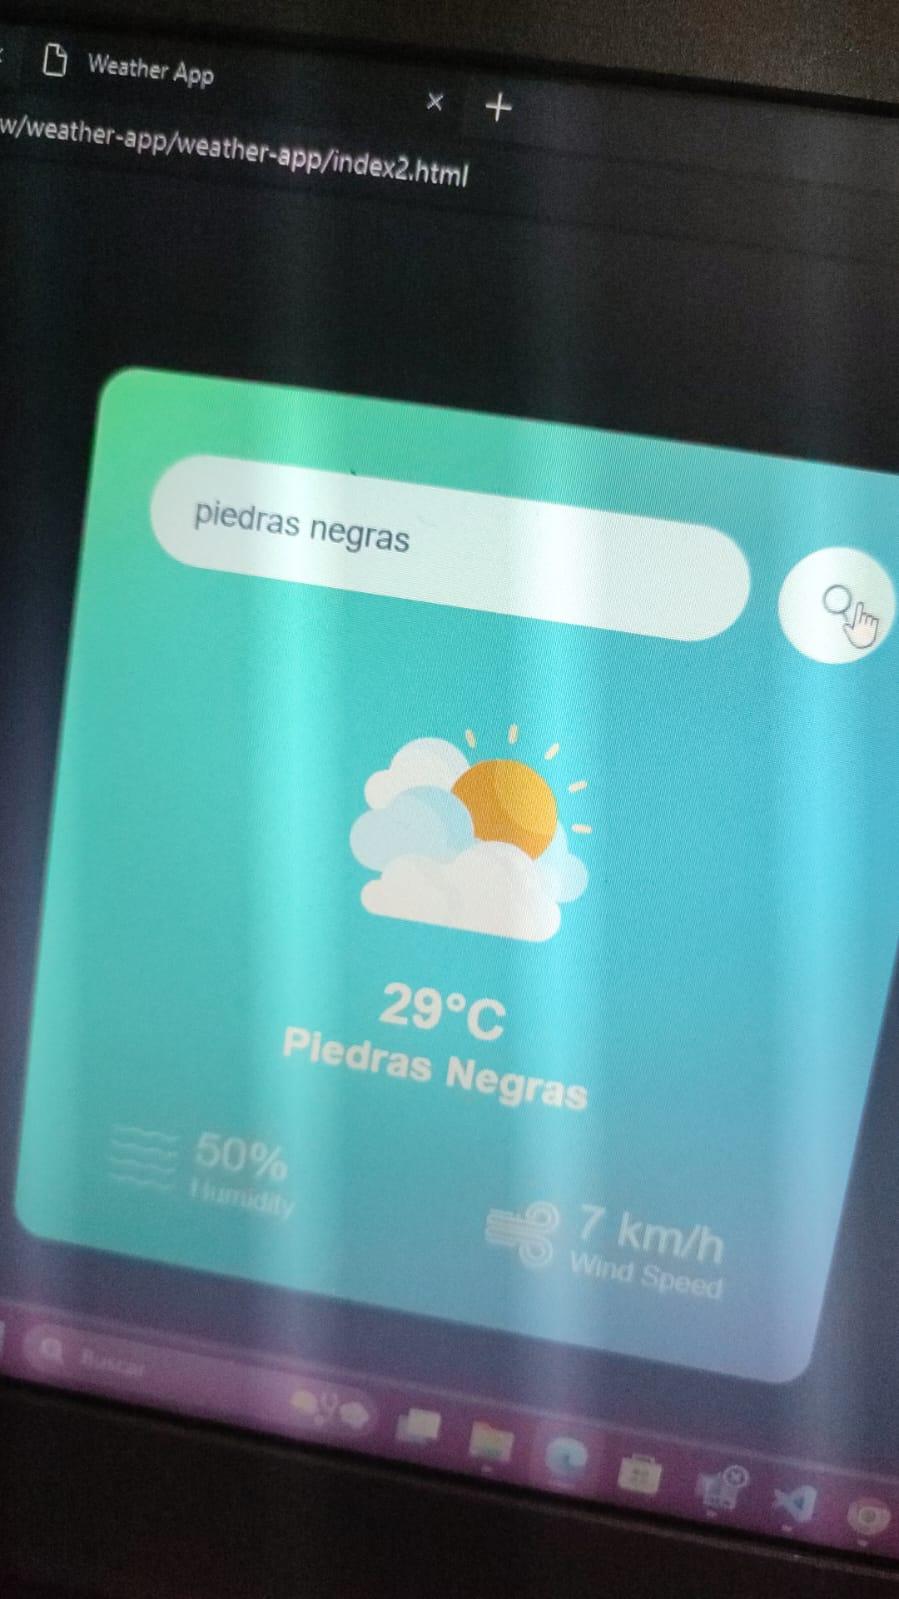 Weather App
w/weather-app/weather-app/index2.html
piedras negras
29°C
Piedras Negras
50%
Humidity
7 km/h
Wind Speed
Buscar